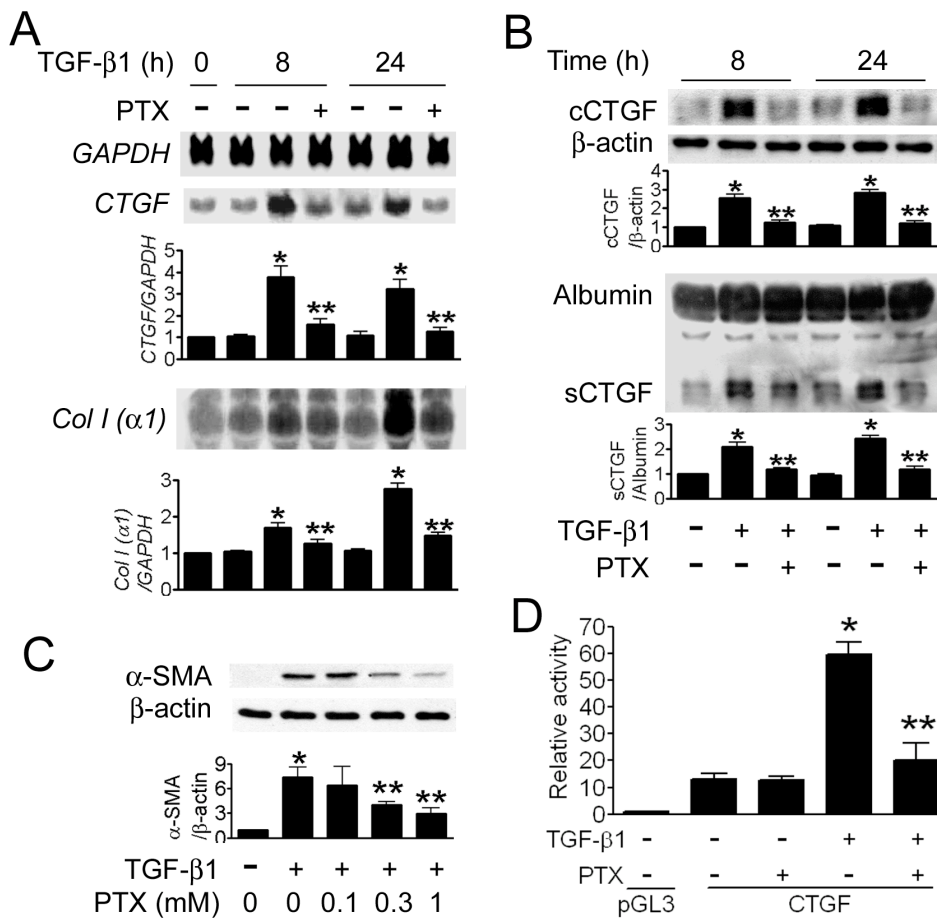 A
TGF-β1 (h) 0 8 24
PTX - - - + - - +
GAPDH
CTGF
CTGF/GAPDH
5
4
3
2
1
0
* ** * **
Col I (α1)
Col I (α1)
/GAPDH
3
2
1
0
* ** * **
B
Time (h) 8 24
cCTGF
β-actin
cCTGF
/β-actin
4
3
2
1
0
* ** * **
Albumin
sCTGF
sCTGF
/Albumin
3
2
1
0
* ** * **
TGF-β1 - + + - + +
PTX - - + - - +
C
α-SMA
β-actin
α-SMA
/β-actin
9
6
3
0
* ** **
TGF-β1 - + + + +
PTX (mM) 0 0 0.1 0.3 1
D
Relative activity
70
60
50
40
30
20
10
0
* **
TGF-β1 - - - + +
PTX - - + - +
pGL3 CTGF